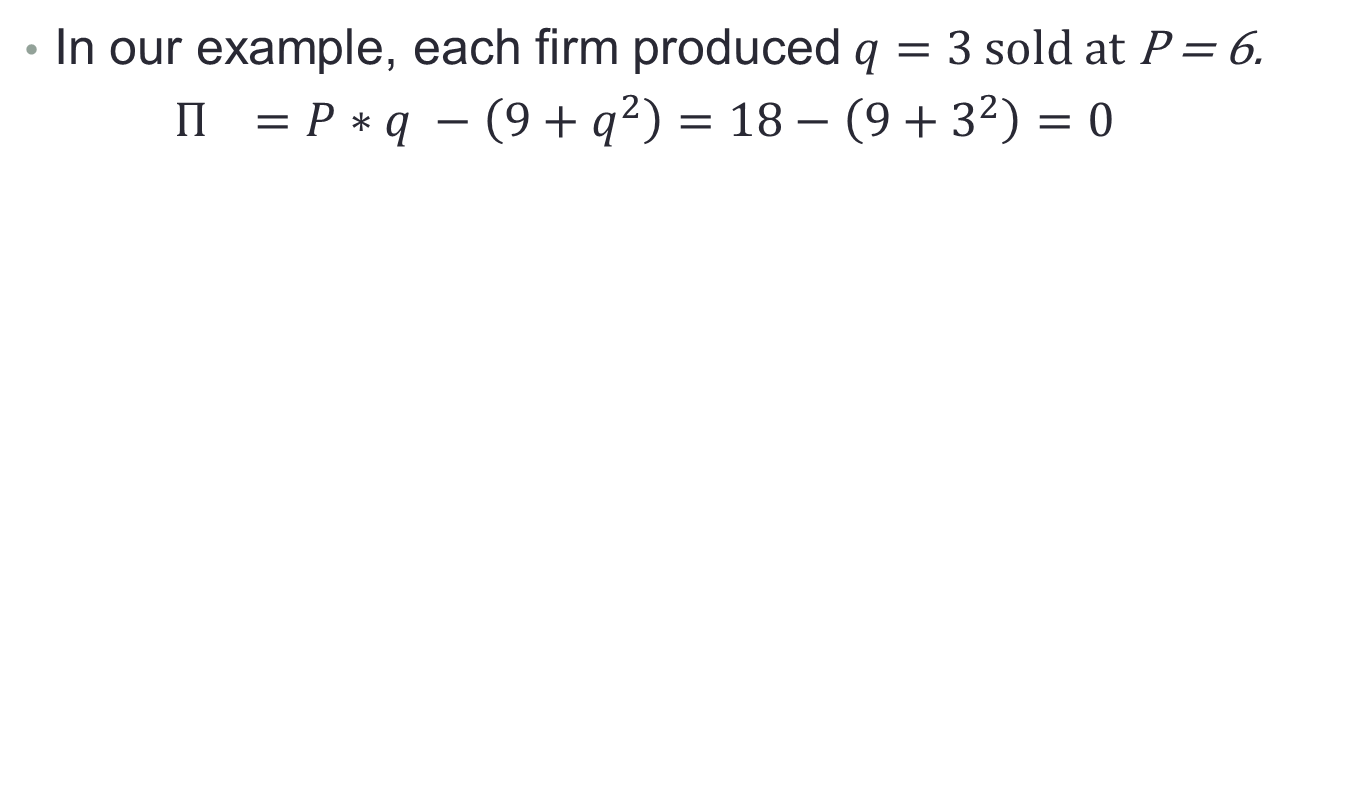 • In our example, each firm produced q = 3 sold at P = 6.
Π = P ∗ q − (9 + q²) = 18 − (9 + 3²) = 0